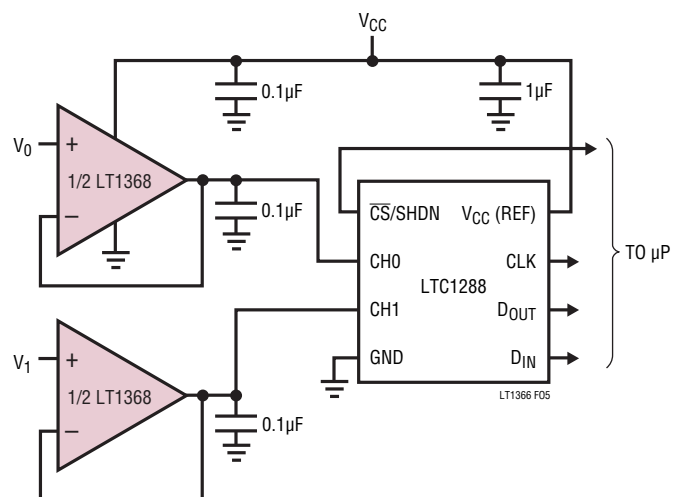 VCC
0.1µF
1µF
V0
+
1/2 LT1368
–
0.1µF
CS/SHDN
VCC (REF)
CH0
CLK
LTC1288
CH1
DOUT
GND
DIN
TO µP
LT1366 F05
V1
+
1/2 LT1368
–
0.1µF